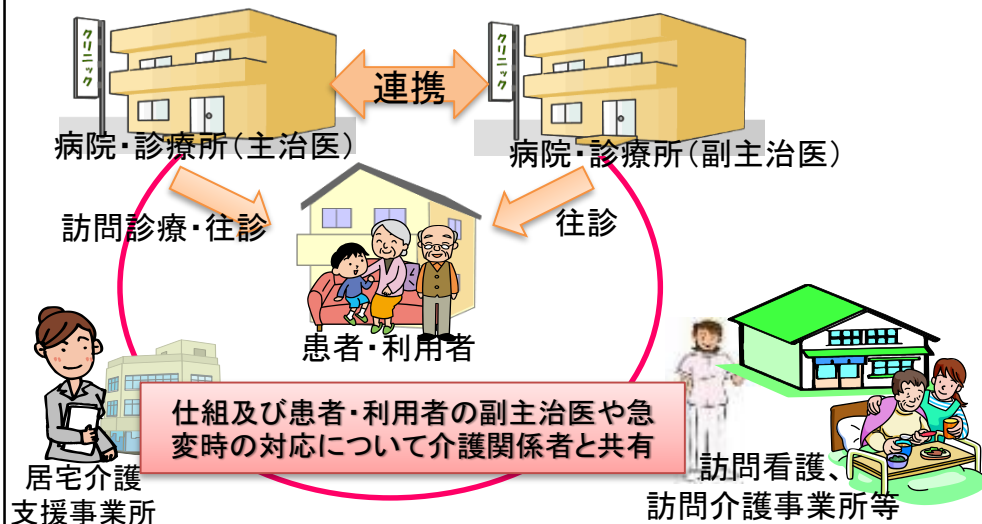 クリニック
クリニック
連携
病院・診療所（主治医）
病院・診療所（副主治医）
訪問診療・往診
往診
患者・利用者
仕組及び患者・利用者の副主治医や急
変時の対応について介護関係者と共有
居宅介護
支援事業所
訪問看護、
訪問介護事業所等